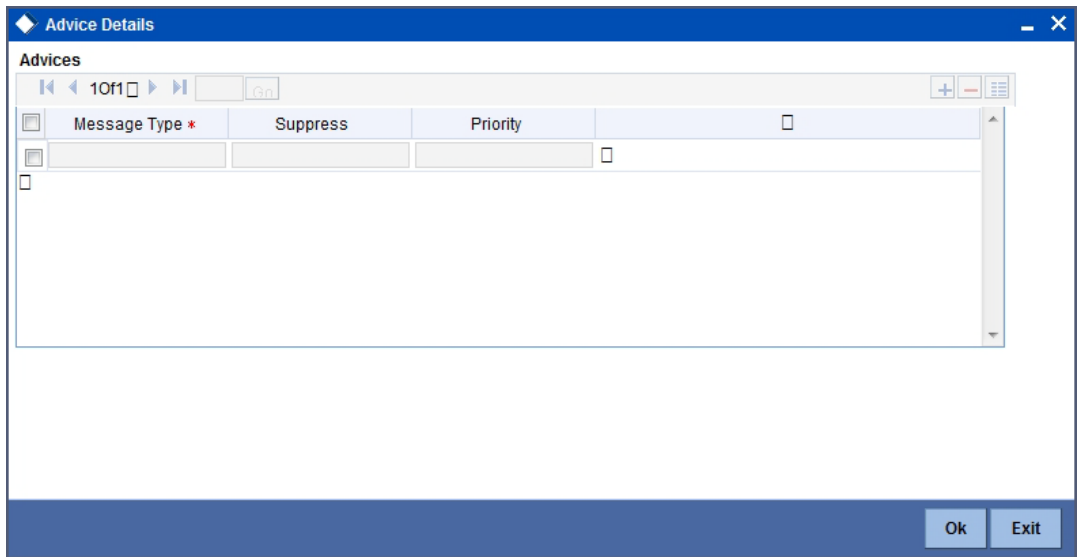 Advice Details
Advices
1Of1
Go
Message Type * Suppress Priority
Ok Exit